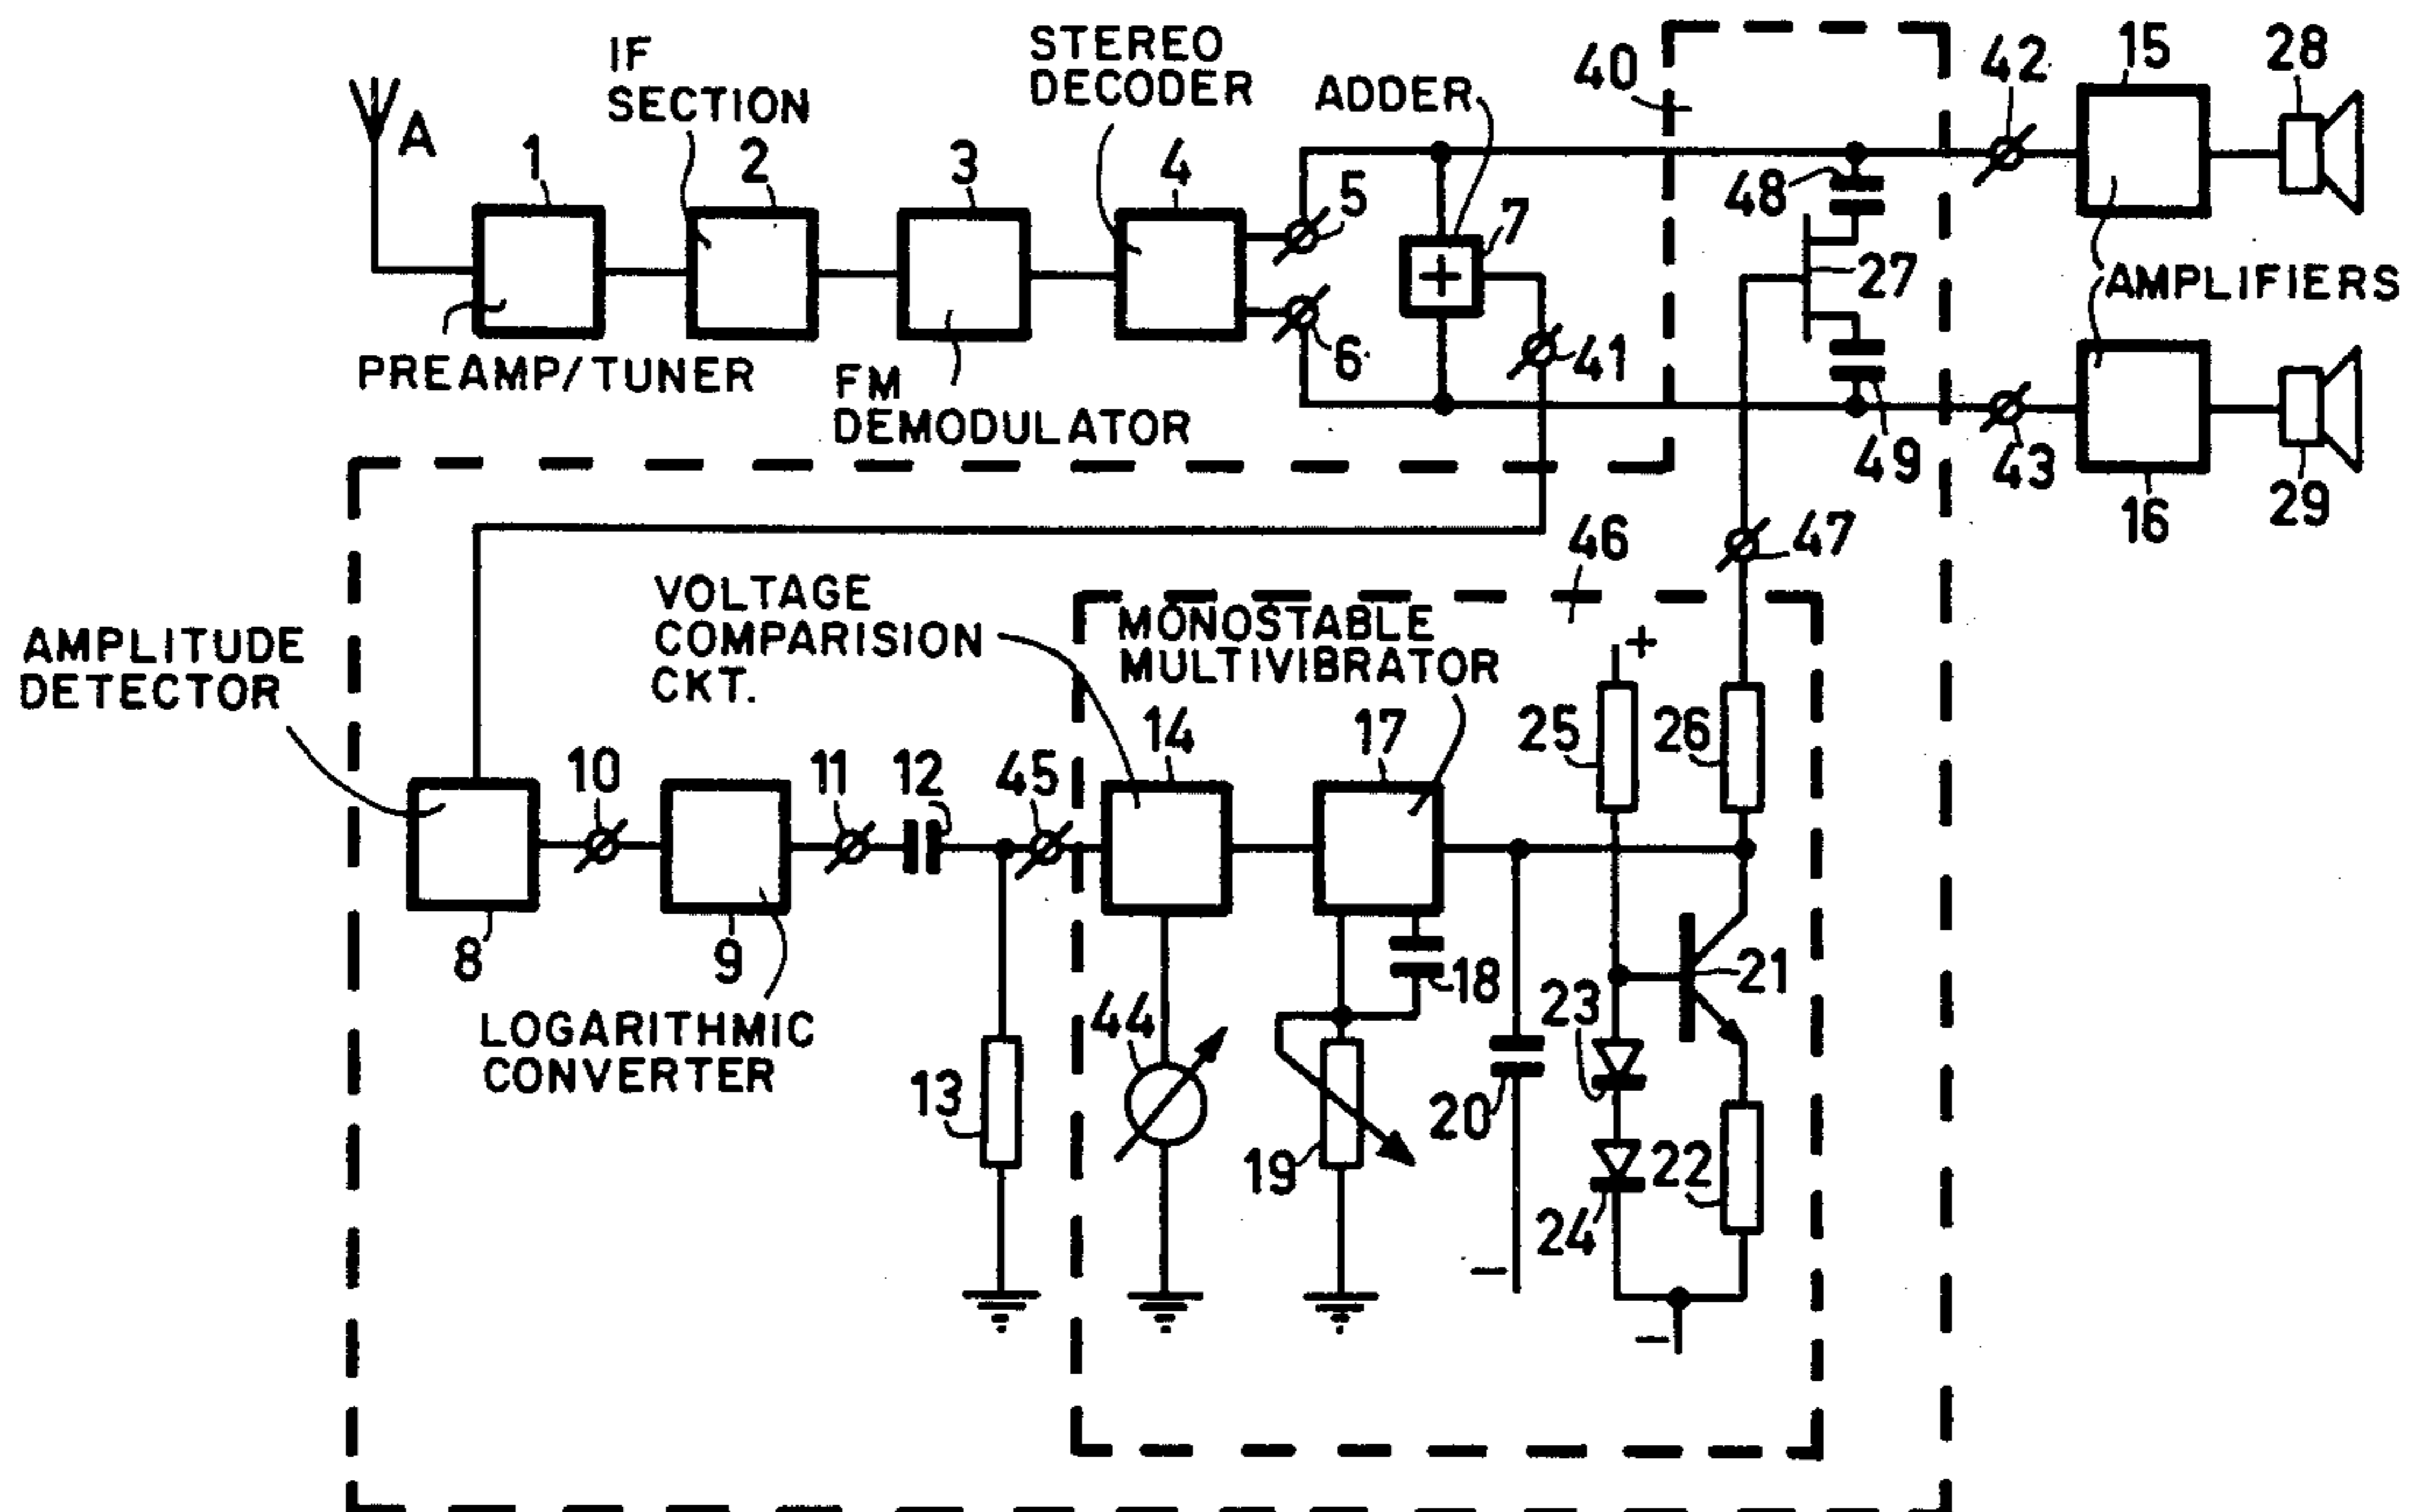 STEREO
DECODER
IF
SECTION
ADDER
40
42
15
28
A
1
2
3
4
5
7
48
27
AMPLIFIERS
6
41
PREAMP/TUNER
FM
DEMODULATOR
49
43
16
29
46
47
VOLTAGE
COMPARISION
CKT.
MONOSTABLE
MULTIVIBRATOR
+
AMPLITUDE
DETECTOR
14
17
25
26
10
11
12
45
8
9
18
23
21
44
LOGARITHMIC
CONVERTER
13
19
20
24
22
–
–